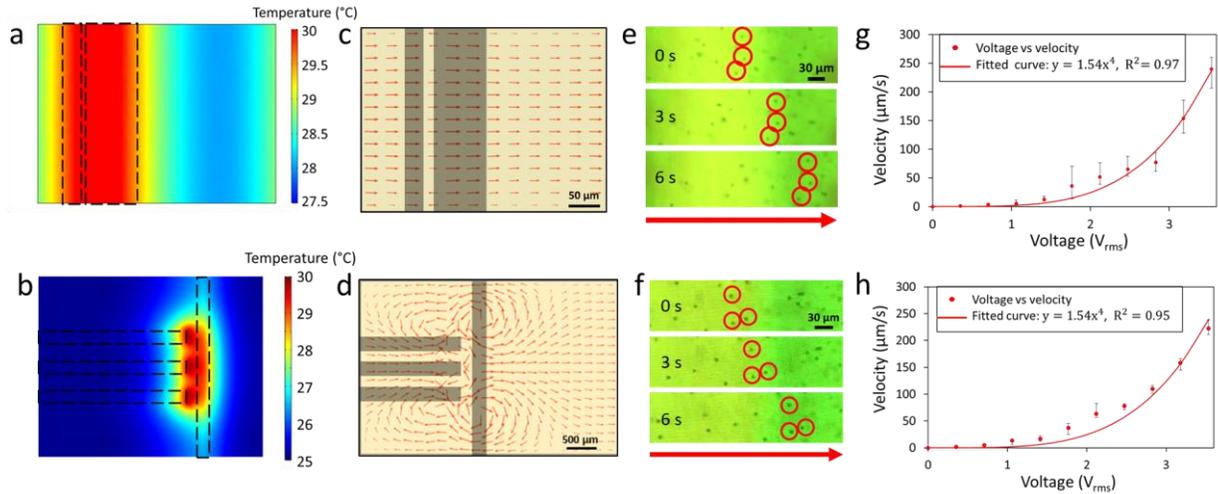 a
Temperature (°C)
30
29.5
29
28.5
28
27.5
c
50 µm
e
0 s
30 µm
3 s
6 s
g
Velocity (µm/s)
300
250
200
150
100
50
0
Voltage vs velocity
Fitted curve: y = 1.54x⁴, R² = 0.97
0 1 2 3
Voltage (Vrms)
b
Temperature (°C)
30
29
28
27
26
25
d
500 µm
f
0 s
30 µm
3 s
6 s
h
Velocity (µm/s)
300
250
200
150
100
50
0
Voltage vs velocity
Fitted curve: y = 1.54x⁴, R² = 0.95
0 1 2 3
Voltage (Vrms)